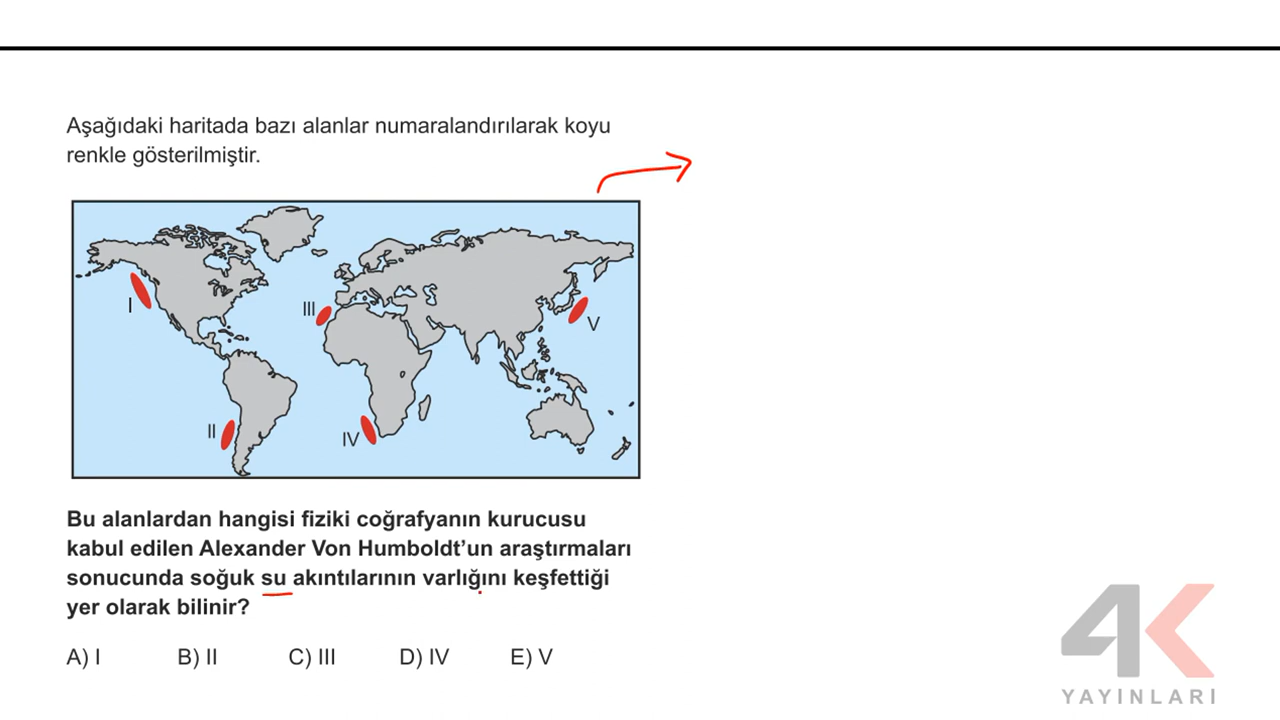 Aşağıdaki haritada bazı alanlar numaralandırılarak koyu
renkle gösterilmiştir.
I
II
III
IV
V
Bu alanlardan hangisi fiziki coğrafyanın kurucusu
kabul edilen Alexander Von Humboldt’un araştırmaları
sonucunda soğuk su akıntılarının varlığını keşfettiği
yer olarak bilinir?
A) I B) II C) III D) IV E) V
4K
YAYINLARI